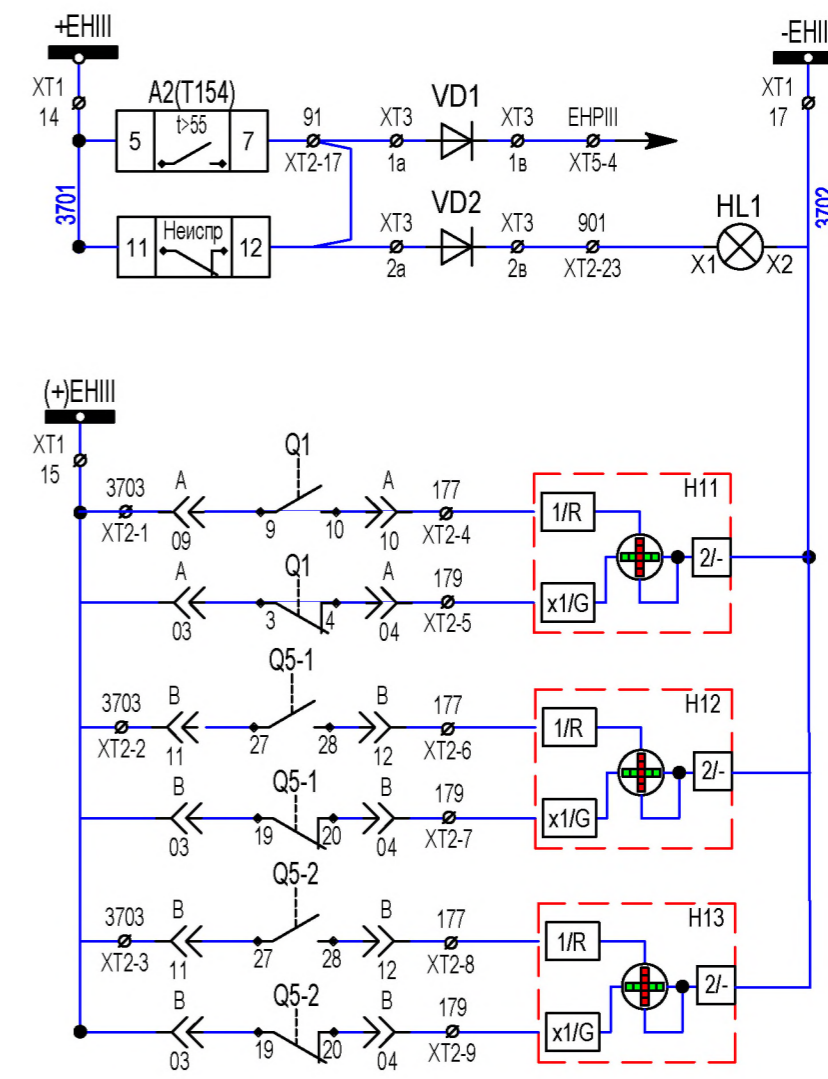 +EHIII
-EHII
XT1
14
A2(T154)
t>55
5
7
91
XT2-17
XT3
1а
VD1
XT3
1в
EHPIII
XT5-4
XT1
17
3701
3702
11
Неиспр
12
XT3
2а
VD2
XT3
2в
901
XT2-23
HL1
X1
X2
(+)EHIII
XT1
15
3703
XT2-1
A
09
Q1
9
10
A
10
177
XT2-4
H11
1/R
2/-
x1/G
A
03
Q1
3
4
A
04
179
XT2-5
3703
XT2-2
B
11
Q5-1
27
28
B
12
177
XT2-6
H12
1/R
2/-
x1/G
B
03
Q5-1
19
20
B
04
179
XT2-7
3703
XT2-3
B
11
Q5-2
27
28
B
12
177
XT2-8
H13
1/R
2/-
x1/G
B
03
Q5-2
19
20
B
04
179
XT2-9